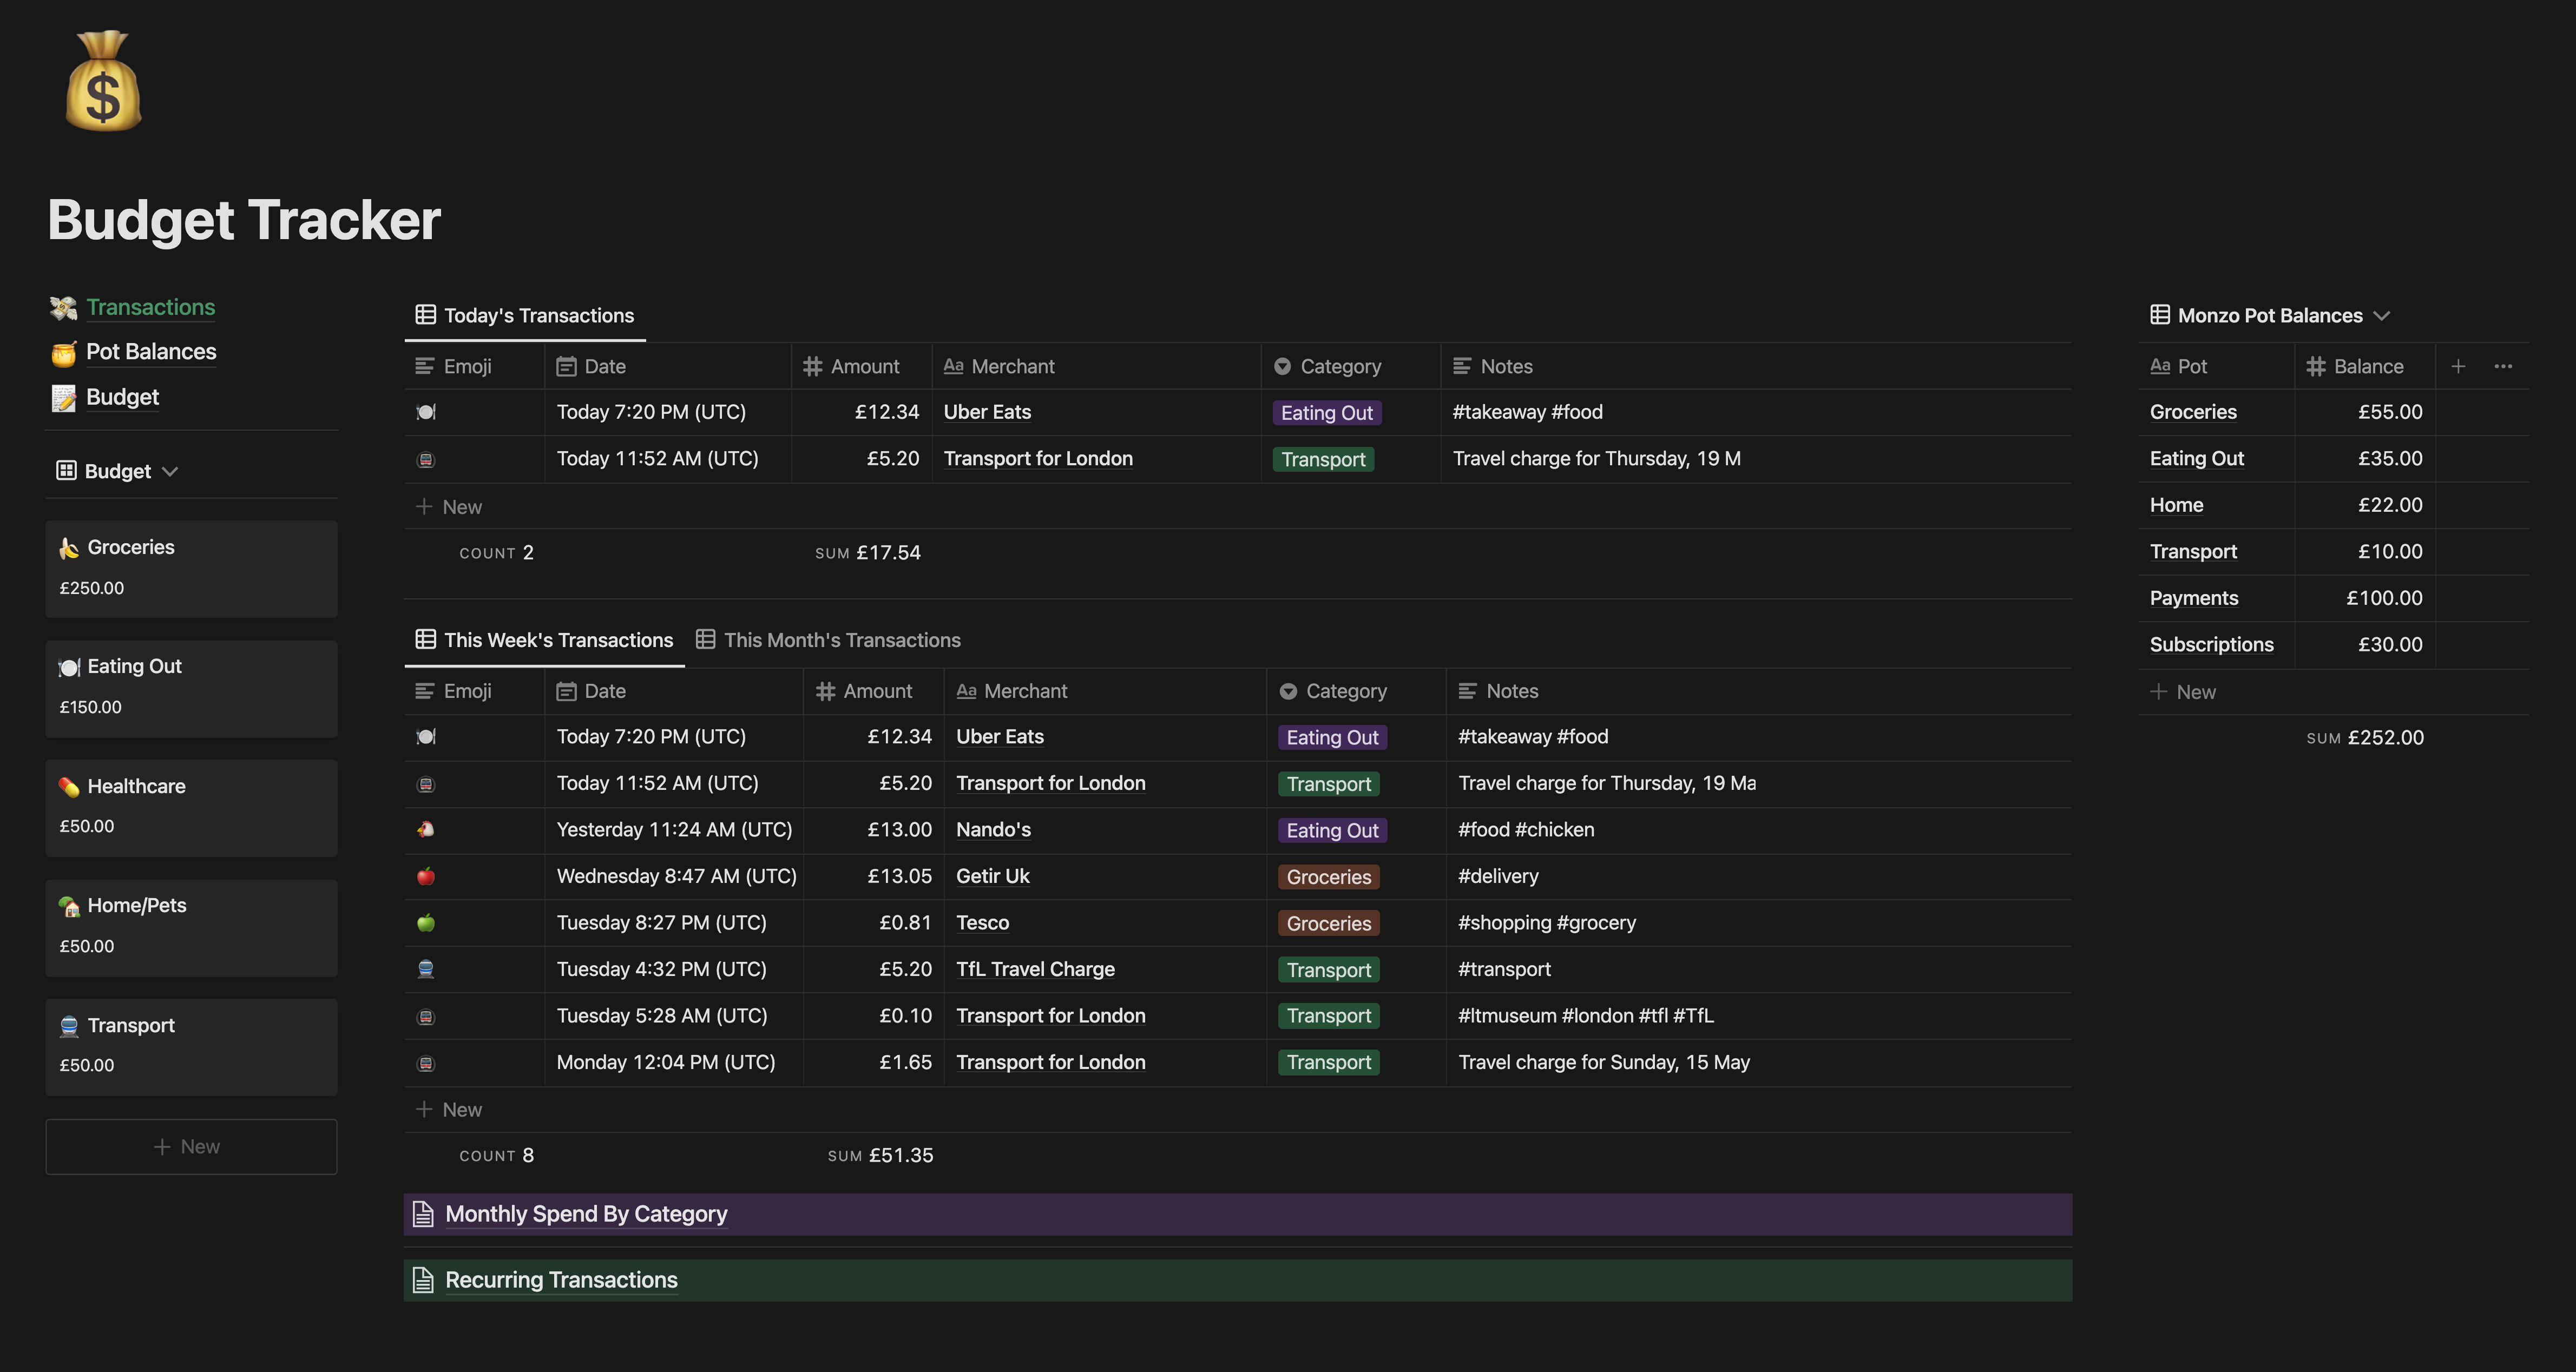 $
Budget Tracker
Transactions
Pot Balances
Budget
Budget
Groceries
£250.00
Eating Out
£150.00
Healthcare
£50.00
Home/Pets
£50.00
Transport
£50.00
+ New
Today's Transactions
Emoji Date # Amount Aa Merchant Category Notes
Today 7:20 PM (UTC) £12.34 Uber Eats Eating Out #takeaway #food
Today 11:52 AM (UTC) £5.20 Transport for London Transport Travel charge for Thursday, 19 M
+ New
COUNT 2 SUM £17.54
This Week's Transactions This Month's Transactions
Emoji Date # Amount Aa Merchant Category Notes
Today 7:20 PM (UTC) £12.34 Uber Eats Eating Out #takeaway #food
Today 11:52 AM (UTC) £5.20 Transport for London Transport Travel charge for Thursday, 19 Ma
Yesterday 11:24 AM (UTC) £13.00 Nando's Eating Out #food #chicken
Wednesday 8:47 AM (UTC) £13.05 Getir Uk Groceries #delivery
Tuesday 8:27 PM (UTC) £0.81 Tesco Groceries #shopping #grocery
Tuesday 4:32 PM (UTC) £5.20 TfL Travel Charge Transport #transport
Tuesday 5:28 AM (UTC) £0.10 Transport for London Transport #ltmuseum #london #tfl #TfL
Monday 12:04 PM (UTC) £1.65 Transport for London Transport Travel charge for Sunday, 15 May
+ New
COUNT 8 SUM £51.35
Monthly Spend By Category
Recurring Transactions
Monzo Pot Balances
Aa Pot # Balance + ...
Groceries £55.00
Eating Out £35.00
Home £22.00
Transport £10.00
Payments £100.00
Subscriptions £30.00
+ New
SUM £252.00